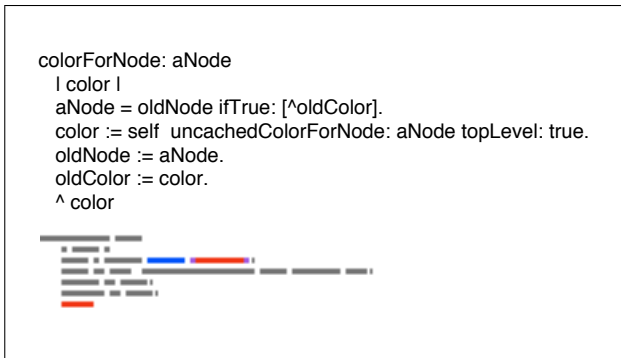 colorForNode: aNode
| color |
aNode = oldNode ifTrue: [^oldColor].
color := self uncachedColorForNode: aNode topLevel: true.
oldNode := aNode.
oldColor := color.
^ color